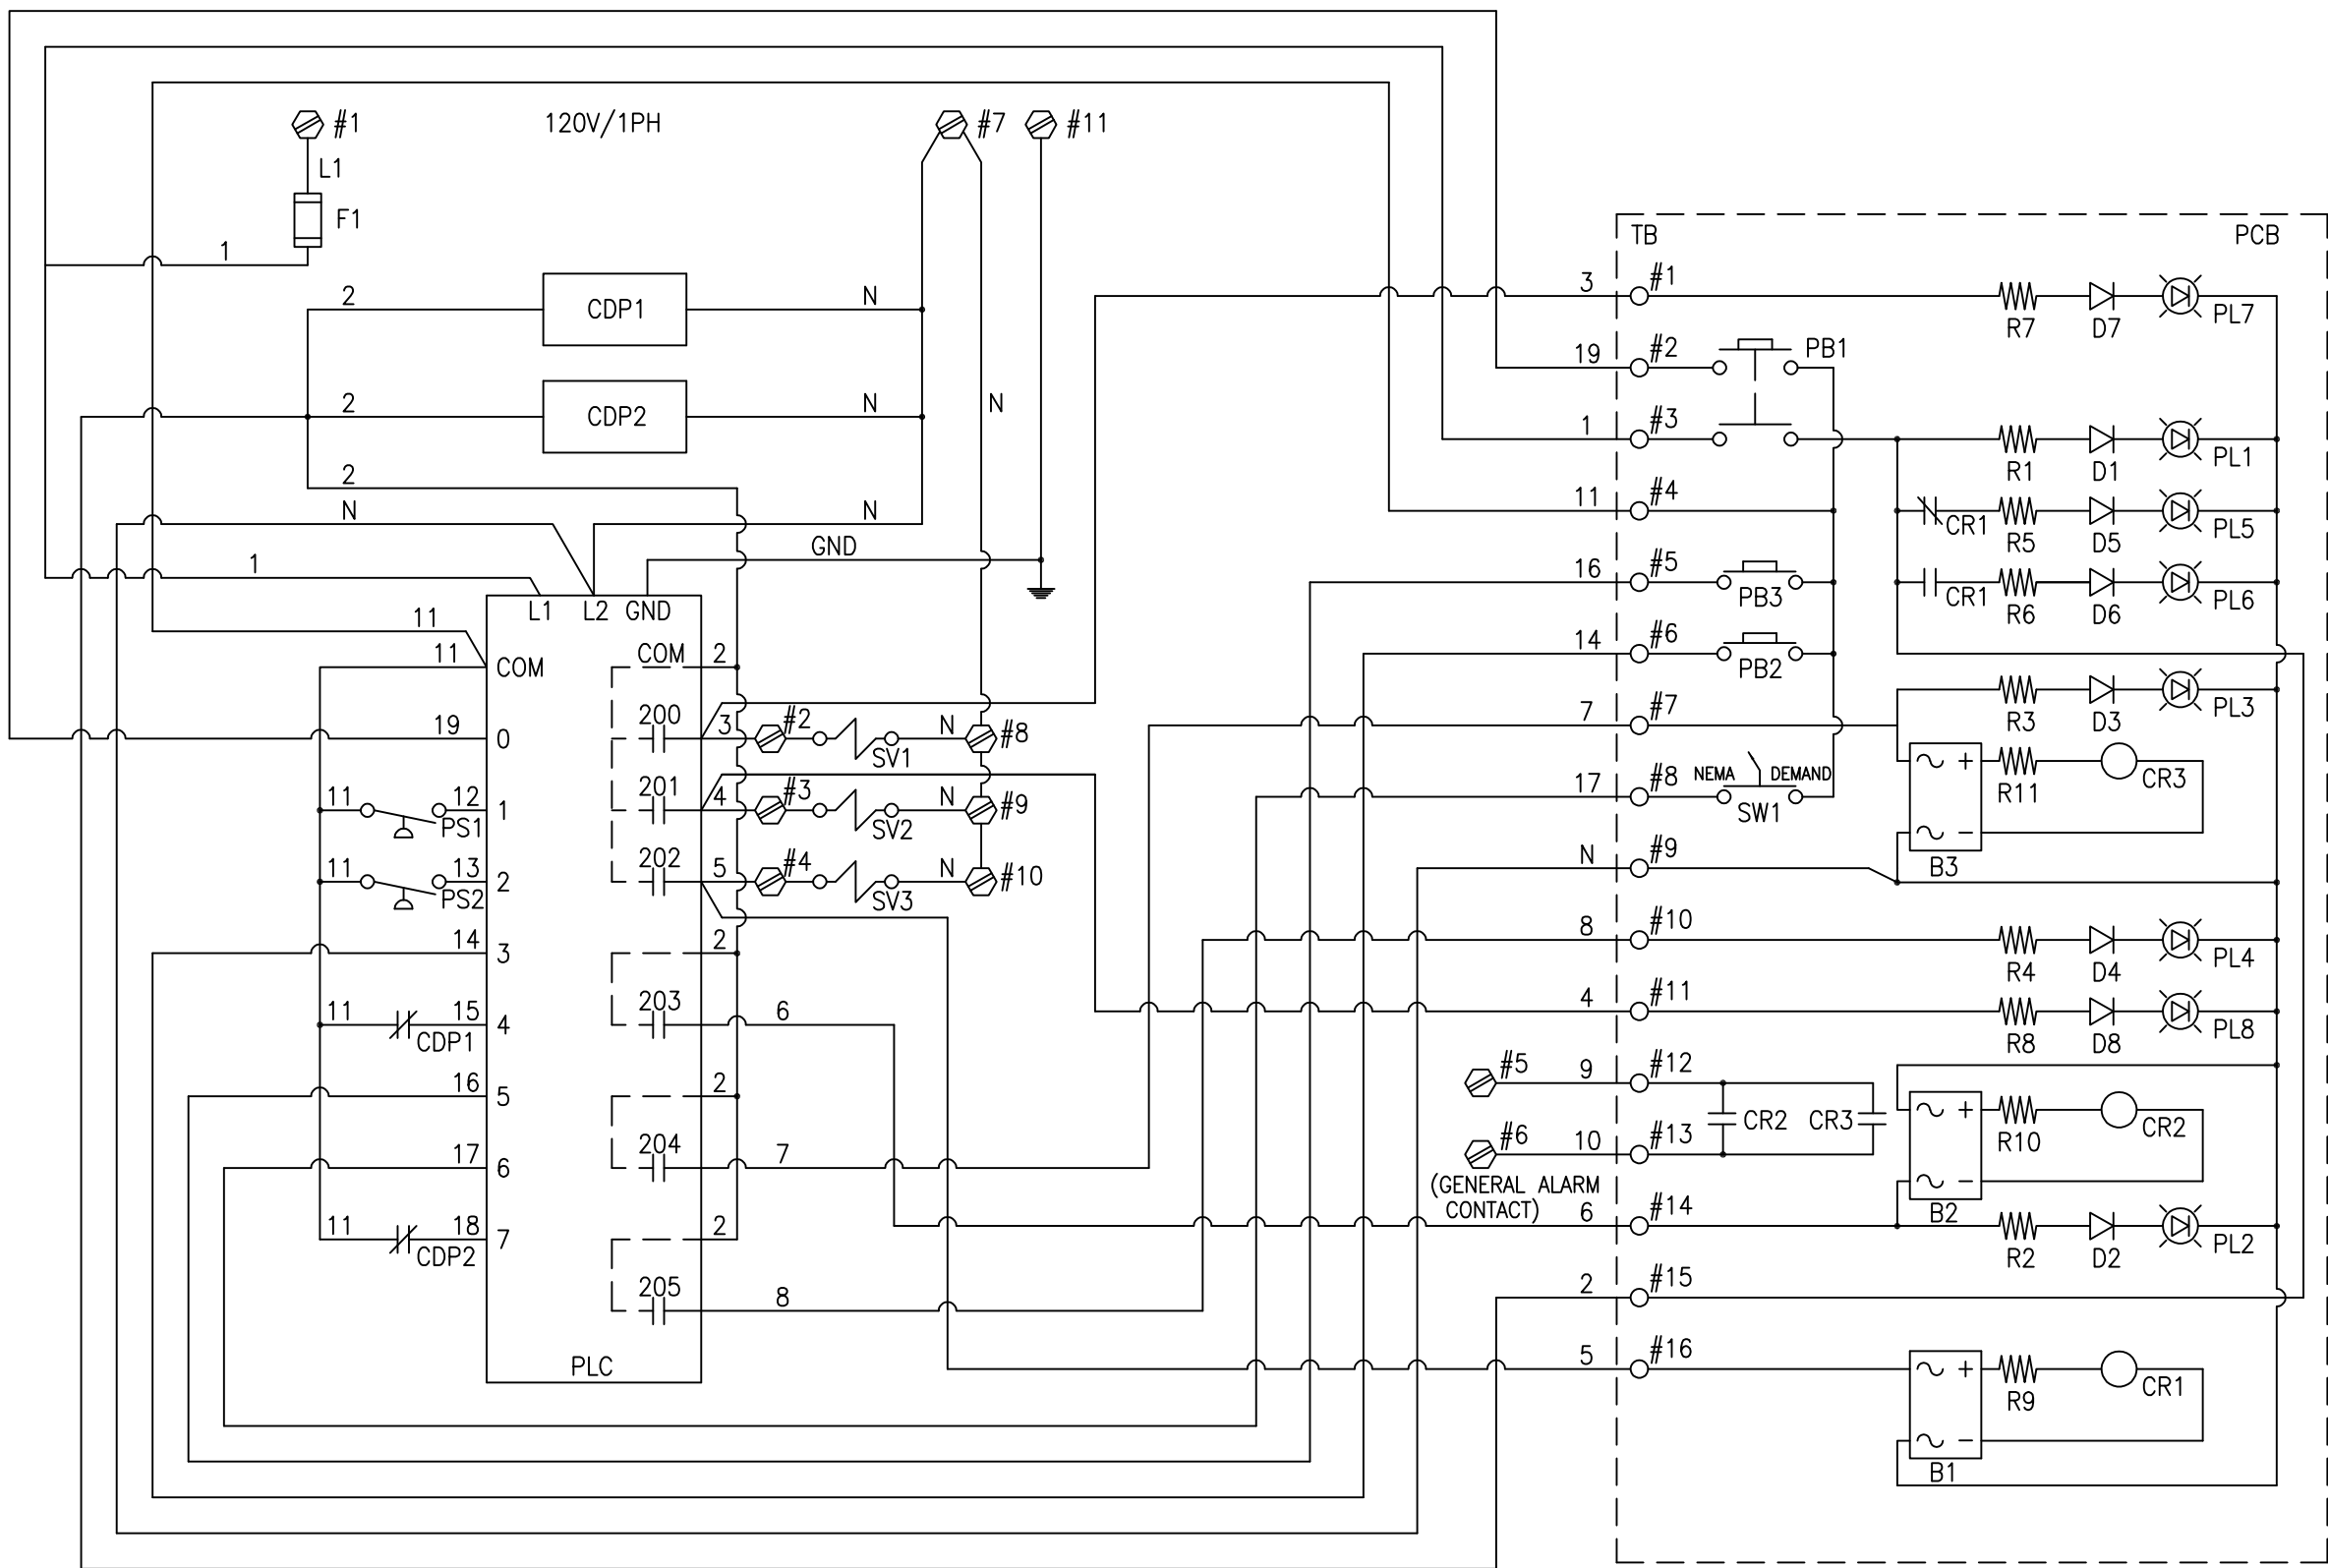 #1
120V/1PH
#7
#11
L1
F1
1
2
CDP1
N
2
CDP2
N
N
2
N
N
1
GND
L1
L2
GND
11
11
COM
COM
2
19
0
200
3
#2
SV1
N
#8
11
12
PS1
1
201
4
#3
SV2
N
#9
11
13
PS2
2
202
5
#4
SV3
N
#10
14
3
2
11
15
CDP1
4
203
6
16
5
2
17
6
204
7
11
18
CDP2
7
2
205
8
PLC
TB
PCB
3
#1
R7
D7
PL7
19
#2
PB1
1
#3
R1
D1
PL1
11
#4
CR1
R5
D5
PL5
16
#5
PB3
CR1
R6
D6
PL6
14
#6
PB2
R3
D3
PL3
7
#7
R11
CR3
17
#8
NEMA
DEMAND
SW1
+
-
B3
N
#9
8
#10
R4
D4
PL4
4
#11
R8
D8
PL8
#5
9
#12
CR2
CR3
+
R10
CR2
#6
10
#13
-
B2
(GENERAL ALARM
CONTACT)
6
#14
R2
D2
PL2
2
#15
5
#16
+
R9
CR1
-
B1